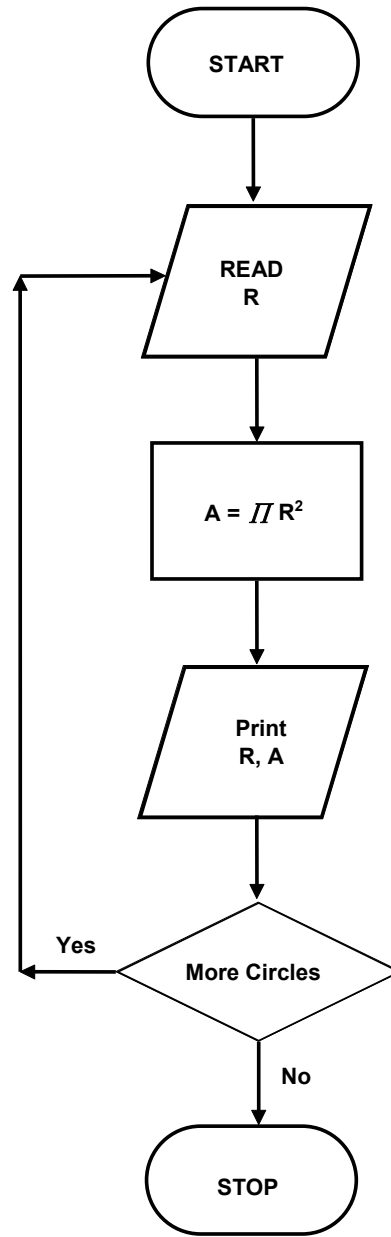 START
READ
R
A = Π R²
Print
R, A
Yes
More Circles
No
STOP